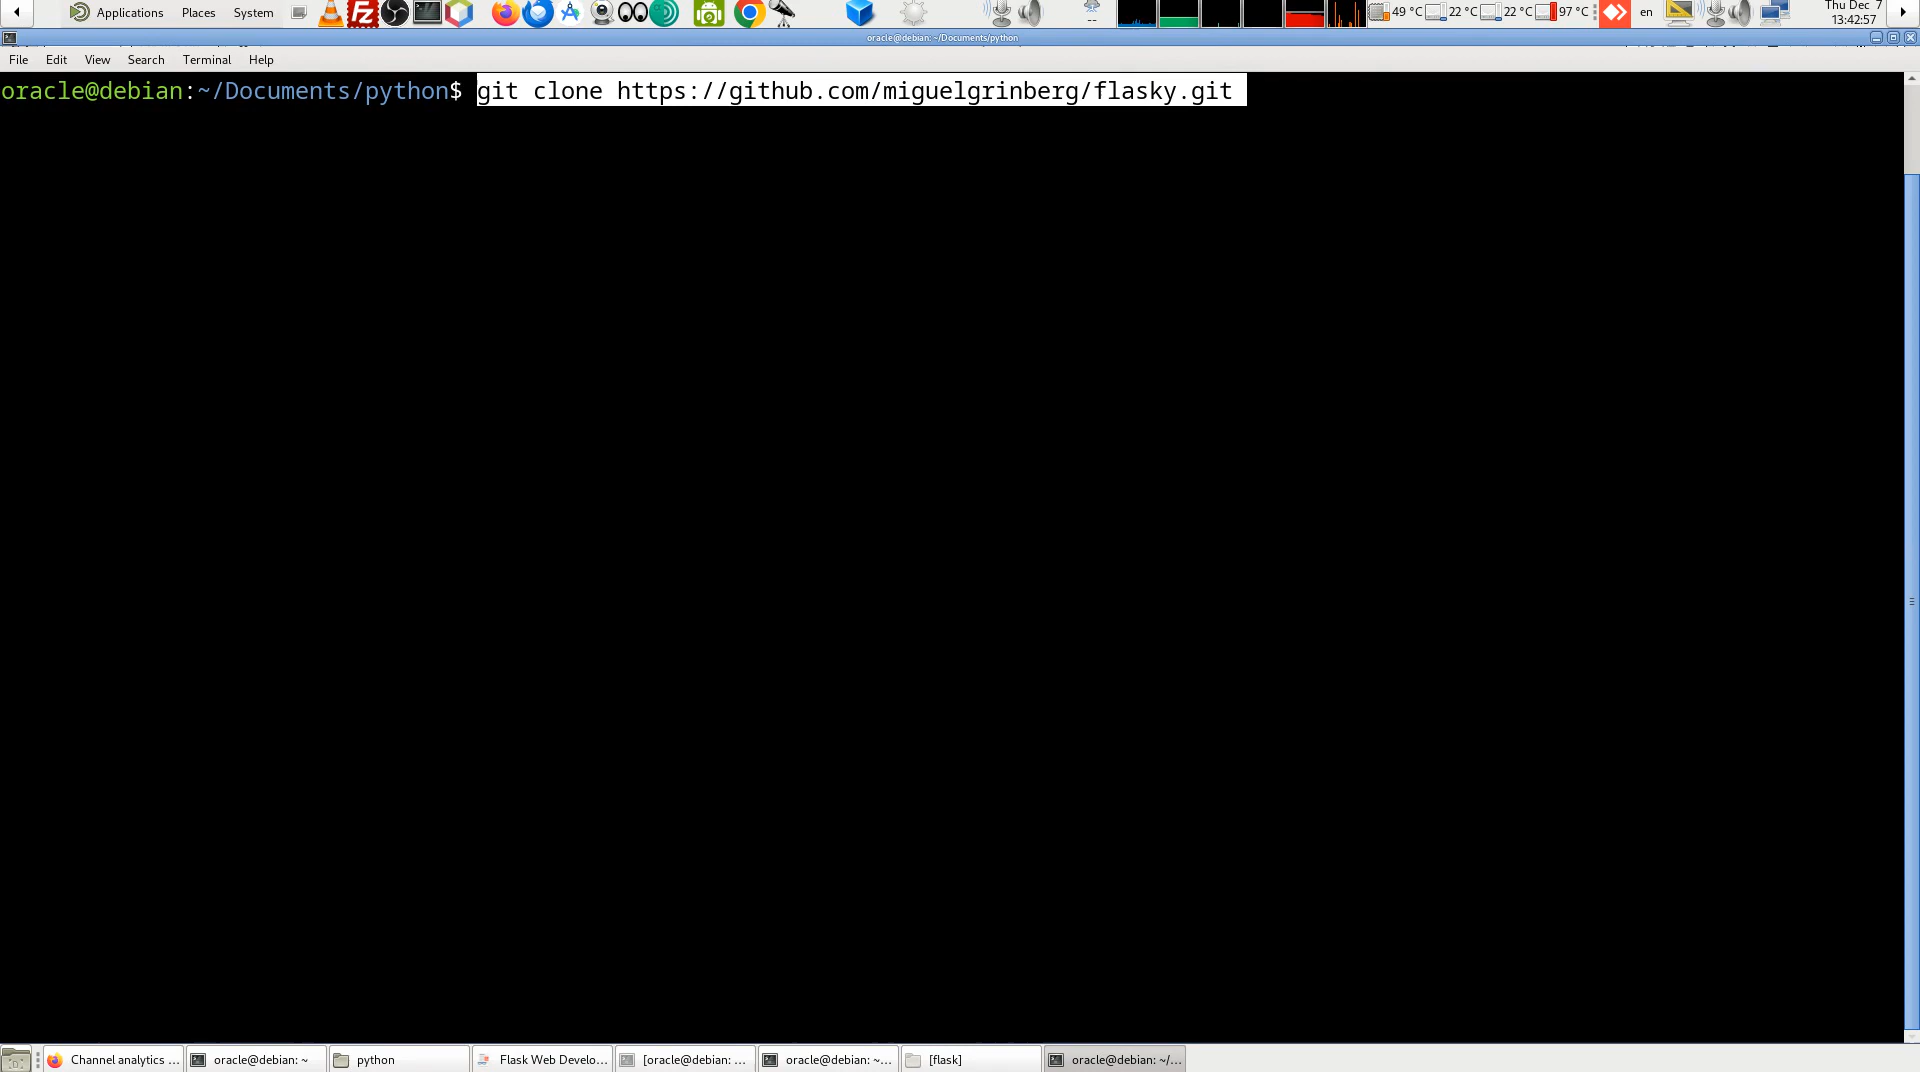 Applications Places System 49 °C 22 °C 22 °C 97 °C en Thu Dec 7
13:42:57
oracle@debian: ~/Documents/python
File Edit View Search Terminal Help
oracle@debian:~/Documents/python$ git clone https://github.com/miguelgrinberg/flasky.git
Channel analytics ... oracle@debian: ~ python Flask Web Develo... [oracle@debian: ... oracle@debian: ~... [flask] oracle@debian: ~/...